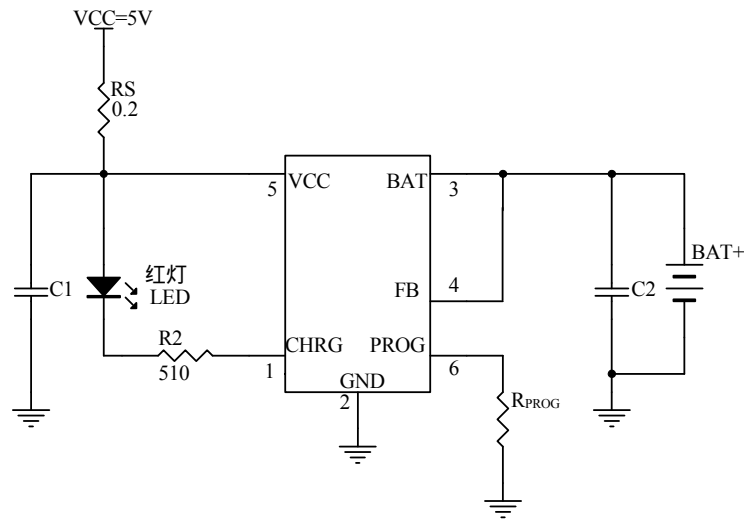 VCC=5V
RS
0.2
5
VCC
BAT
3
红灯
LED
C1
FB
4
C2
BAT+
R2
510
CHRG
1
PROG
6
GND
2
RPROG